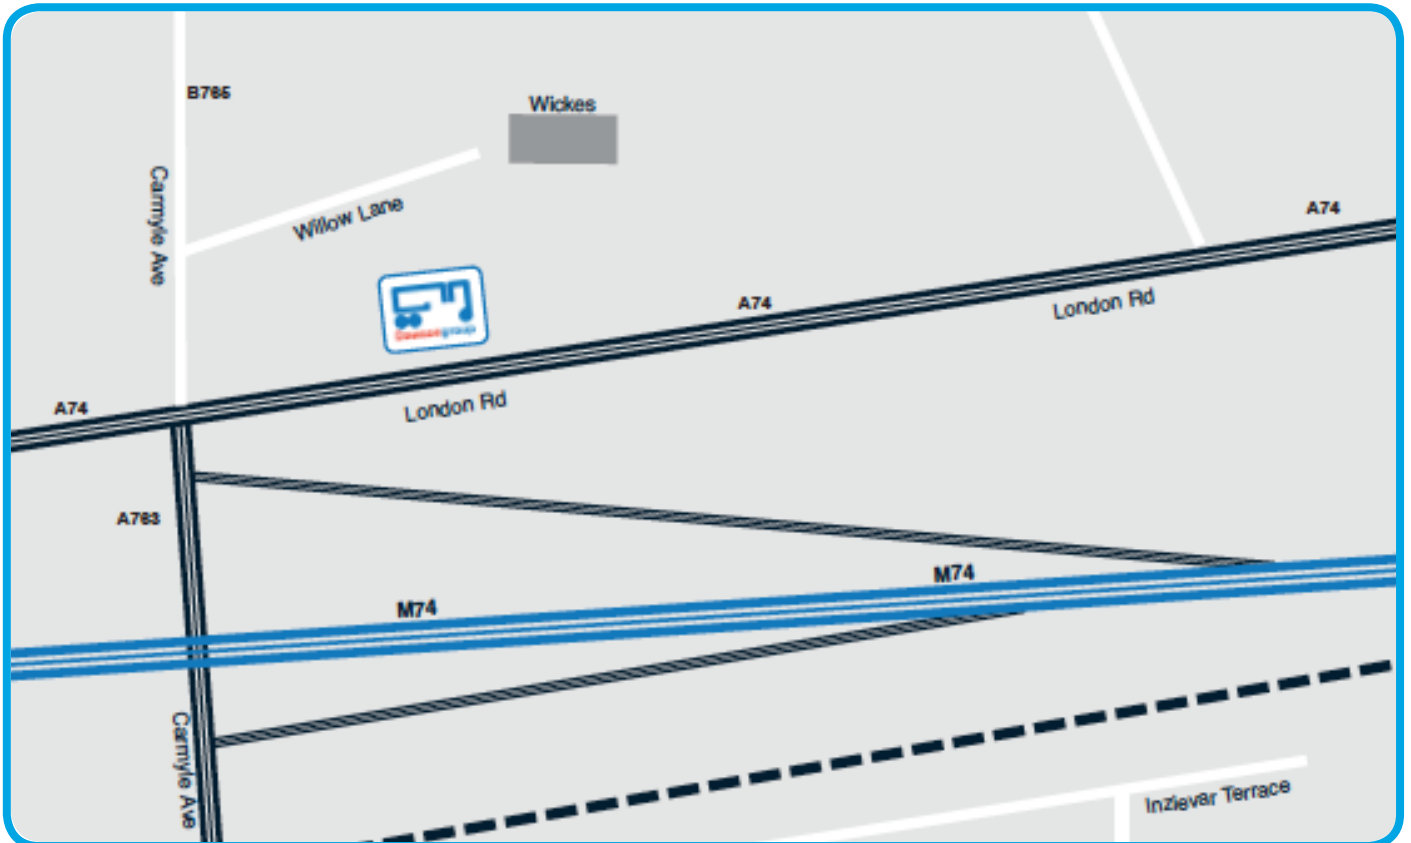 B765
Wickes
Carmyle Ave
Willow Lane
A74
A74
London Rd
Dawsongroup
A74
London Rd
A763
M74
M74
Carmyle Ave
Inzievar Terrace